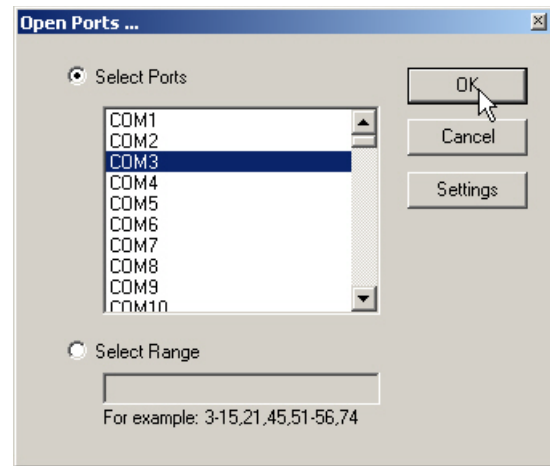 Open Ports ...
Select Ports
OK
COM1
COM2
Cancel
COM3
COM4
Settings
COM5
COM6
COM7
COM8
COM9
COM10
Select Range
For example: 3-15,21,45,51-56,74